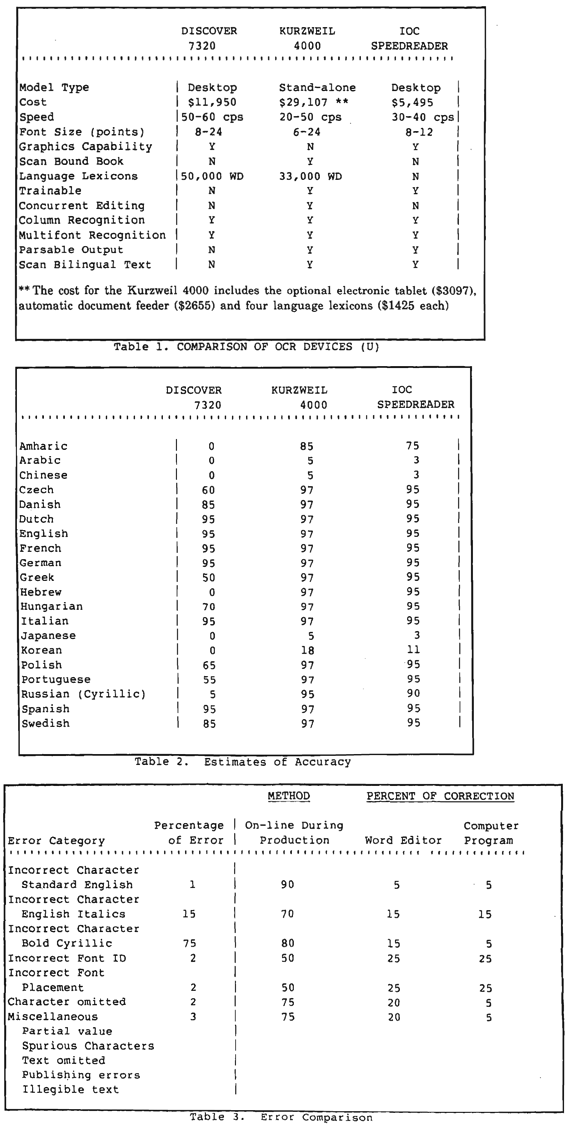 DISCOVER KURZWEIL IOC
7320 4000 SPEEDREADER
Model Type Desktop Stand-alone Desktop
Cost $11,950 $29,107 ** $5,495
Speed 50-60 cps 20-50 cps 30-40 cps
Font Size (points) 8-24 6-24 8-12
Graphics Capability Y N Y
Scan Bound Book N Y N
Language Lexicons 50,000 WD 33,000 WD N
Trainable N Y Y
Concurrent Editing N Y N
Column Recognition Y Y Y
Multifont Recognition Y Y Y
Parsable Output N Y Y
Scan Bilingual Text N Y Y
** The cost for the Kurzweil 4000 includes the optional electronic tablet ($3097),
automatic document feeder ($2655) and four language lexicons ($1425 each)
Table 1. COMPARISON OF OCR DEVICES (U)
DISCOVER KURZWEIL IOC
7320 4000 SPEEDREADER
Amharic 0 85 75
Arabic 0 5 3
Chinese 0 5 3
Czech 60 97 95
Danish 85 97 95
Dutch 95 97 95
English 95 97 95
French 95 97 95
German 95 97 95
Greek 50 97 95
Hebrew 0 97 95
Hungarian 70 97 95
Italian 95 97 95
Japanese 0 5 3
Korean 0 18 11
Polish 65 97 95
Portuguese 55 97 95
Russian (Cyrillic) 5 95 90
Spanish 95 97 95
Swedish 85 97 95
Table 2. Estimates of Accuracy
METHOD PERCENT OF CORRECTION
Percentage On-line During Computer
Error Category of Error Production Word Editor Program
Incorrect Character
Standard English 1 90 5 5
Incorrect Character
English Italics 15 70 15 15
Incorrect Character
Bold Cyrillic 75 80 15 5
Incorrect Font ID 2 50 25 25
Incorrect Font
Placement 2 50 25 25
Character omitted 2 75 20 5
Miscellaneous 3 75 20 5
Partial value
Spurious Characters
Text omitted
Publishing errors
Illegible text
Table 3. Error Comparison